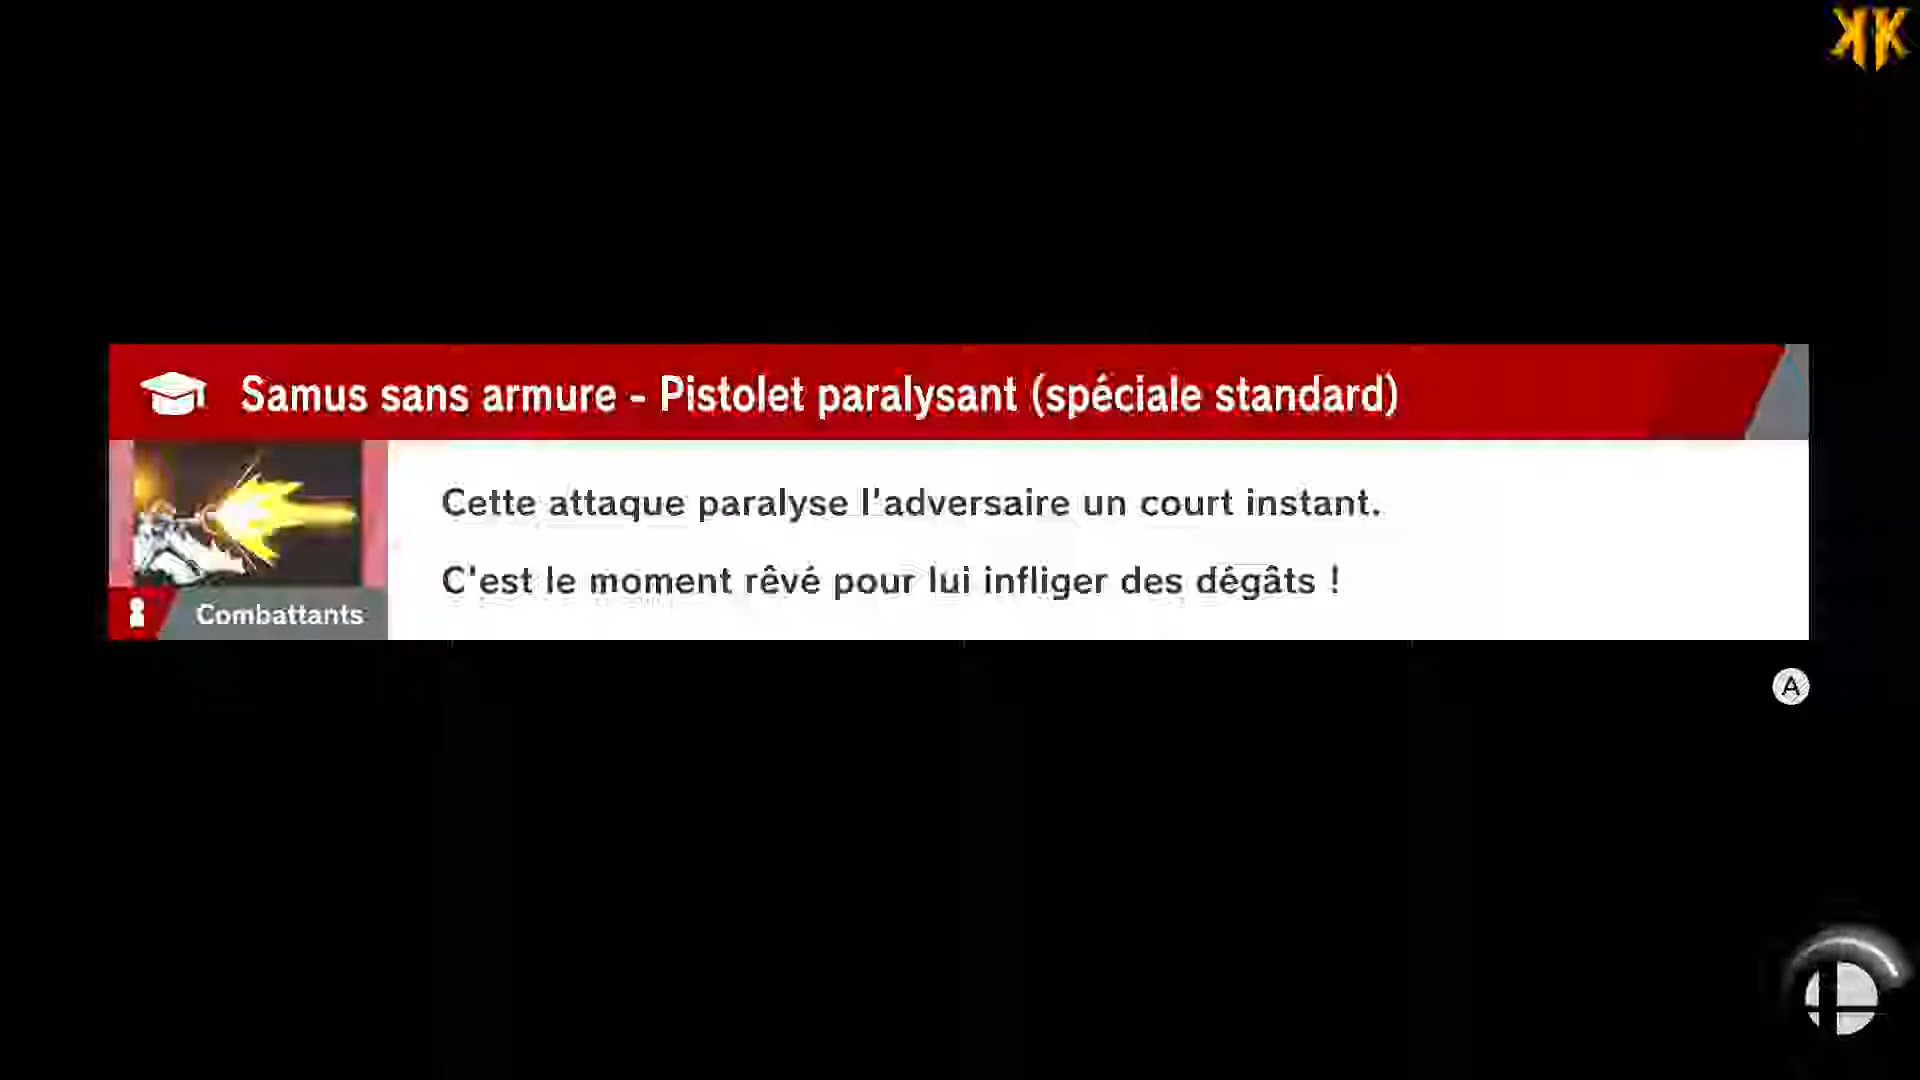 KK
Samus sans armure - Pistolet paralysant (spéciale standard)
Cette attaque paralyse l'adversaire un court instant.
C'est le moment rêvé pour lui infliger des dégâts !
Combattants
A